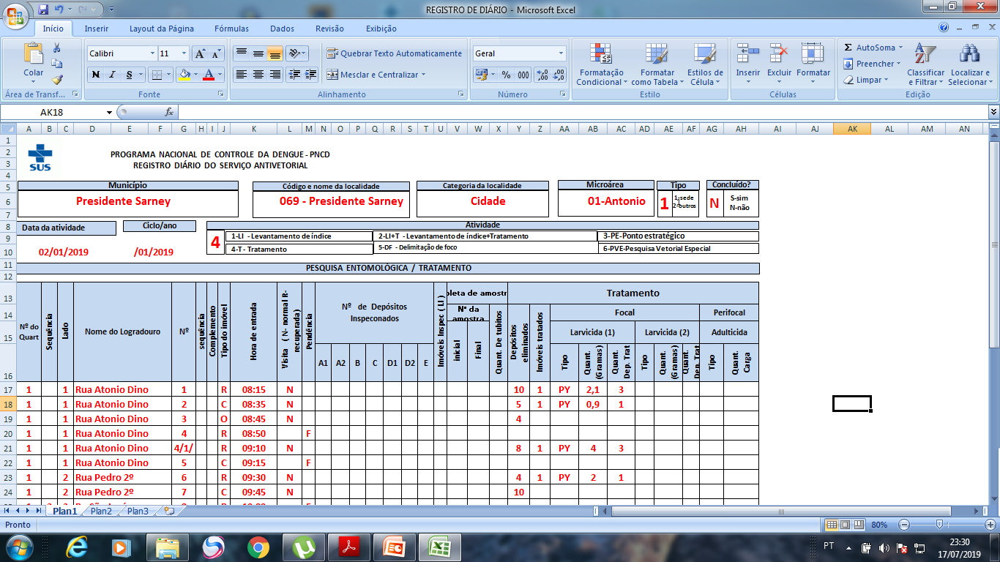 REGISTRO DE DIÁRIO - Microsoft Excel
Início Inserir Layout da Página Fórmulas Dados Revisão Exibição
Colar
Área de Transf...
Calibri 11
N I S
Fonte
Quebrar Texto Automaticamente
Mesclar e Centralizar
Alinhamento
Geral
% 000
Número
Formatação Condicional
Formatar como Tabela
Estilos de Célula
Estilo
Inserir Excluir Formatar
Células
AutoSoma
Preencher
Limpar
Classificar e Filtrar
Localizar e Selecionar
Edição
AK18 fx
A B C D E F G H I J K L M N O P Q R S T U V W X Y Z AA AB AC AD AE AF AG AH AI AJ AK AL AM AN
1
2 PROGRAMA NACIONAL DE CONTROLE DA DENGUE - PNCD
3 REGISTRO DIÁRIO DO SERVIÇO ANTIVETORIAL
SUS
4
5 Município Código e nome da localidade Categoria da localidade Microárea Tipo Concluído?
6 Presidente Sarney 069 - Presidente Sarney Cidade 01-Antonio 1 1-sede 2-outros N S-sim N-não
7
8 Data da atividade Ciclo/ano Atividade
9 4 1-LI - Levantamento de índice 2-LI+T - Levantamento de índice+Tratamento 3-PE-Ponto estratégico
10 02/01/2019 /01/2019 4-T - Tratamento 5-DF - Delimitação de foco 6-PVE-Pesquisa Vetorial Especial
11 PESQUISA ENTOMOLÓGICA / TRATAMENTO
12
13 oleta de amostr Tratamento
14 Nº de Depósitos Inspeconados Nº da amostra Focal Perifocal
15 Nº do Quart Sequência Lado Nome do Logradouro Nº sequência Complemento Tipo do imóvel Hora de entrada Visita ( N- normal R- recuperada) Pendência Imóveis Inspec ( LI ) Larvicida (1) Larvicida (2) Adulticida
16 A1 A2 B C D1 D2 E inicial Final Quant. De tubitos Depósitos eliminados Imóveis tratados Tipo Quant. (Gramas) Quant. Dep. Trat Tipo Quant. (Gramas) Quant. Dep. Trat Tipo Quant. Carga
17 1 1 Rua Atonio Dino 1 R 08:15 N 10 1 PY 2,1 3
18 1 1 Rua Atonio Dino 2 C 08:35 N 5 1 PY 0,9 1
19 1 1 Rua Atonio Dino 3 O 08:45 N 4
20 1 1 Rua Atonio Dino 4 R 08:50 F
21 1 1 Rua Atonio Dino 4/1/ R 09:10 N 8 1 PY 4 3
22 1 1 Rua Atonio Dino 5 C 09:15 F
23 1 2 Rua Pedro 2º 6 R 09:30 N 4 1 PY 2 1
24 1 2 Rua Pedro 2º 7 C 09:45 N 10
Plan1 Plan2 Plan3
Pronto 80%
PT 23:30
17/07/2019